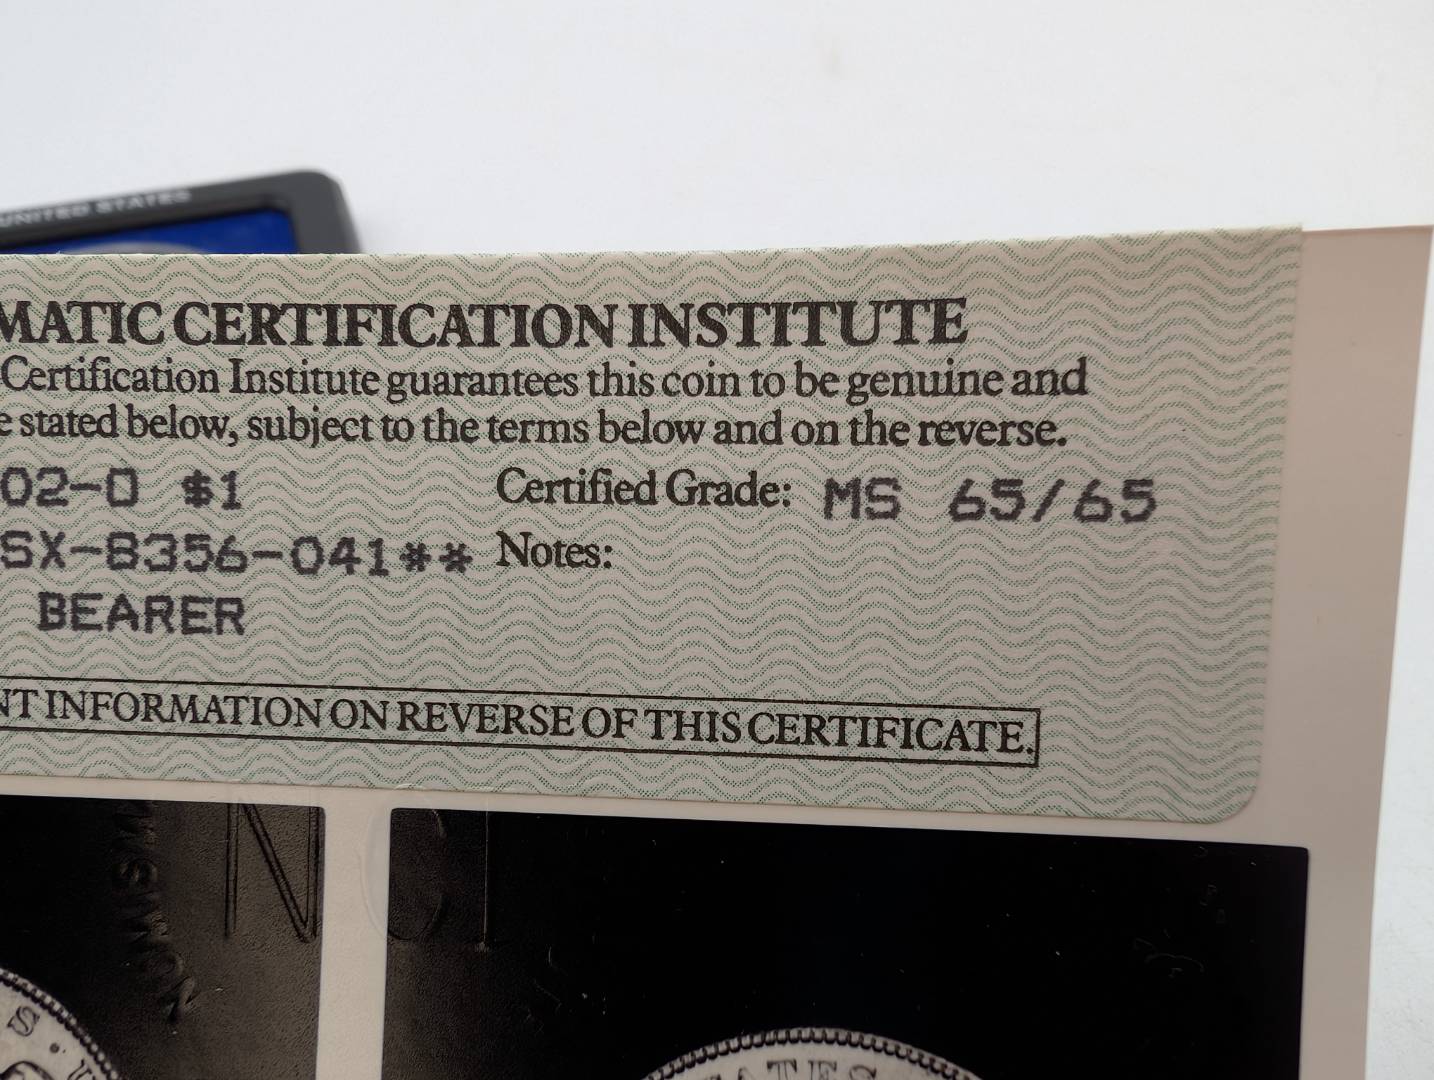 UNITED STATES
MATIC CERTIFICATION INSTITUTE
Certification Institute guarantees this coin to be genuine and
e stated below, subject to the terms below and on the reverse.
02-O $1 Certified Grade: MS 65/65
SX-8356-041** Notes:
BEARER
NT INFORMATION ON REVERSE OF THIS CERTIFICATE.
NCI
S · U
ATES